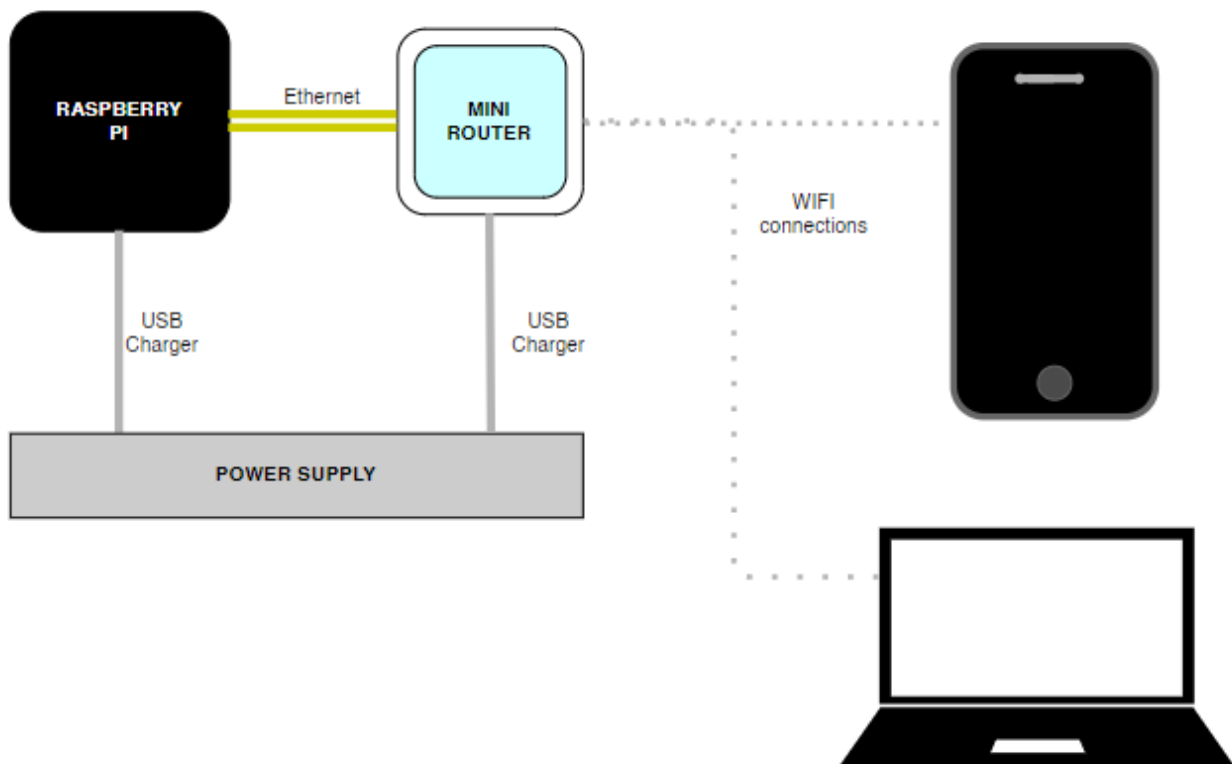 RASPBERRY
PI
Ethernet
MINI
ROUTER
WIFI
connections
USB
Charger
USB
Charger
POWER SUPPLY